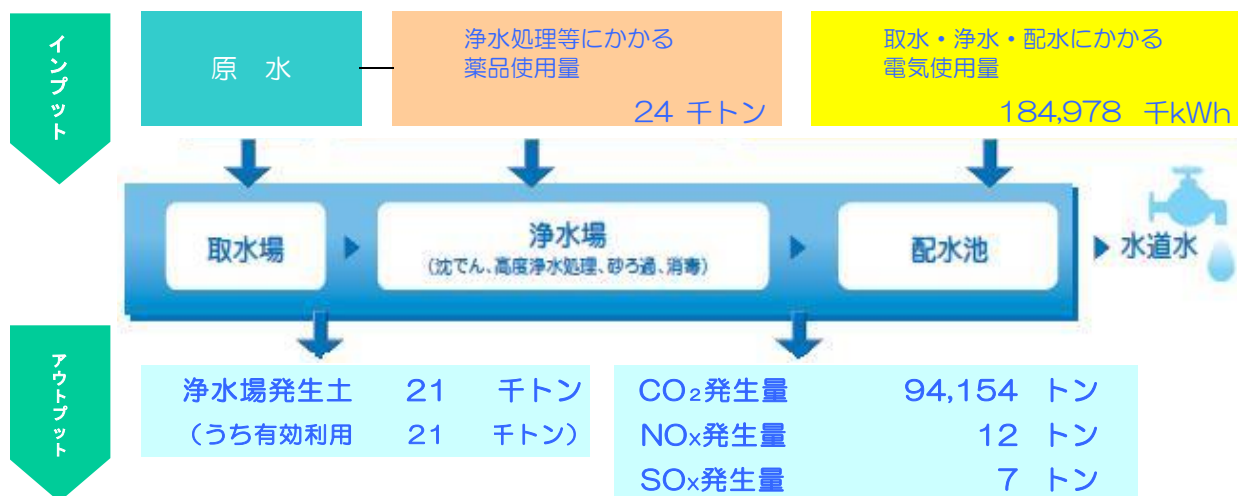 インプット
原 水
浄水処理等にかかる
薬品使用量
24 千トン
取水・浄水・配水にかかる
電気使用量
184,978 千kWh
取水場
浄水場
(沈でん、高度浄水処理、砂ろ過、消毒)
配水池
水道水
アウトプット
浄水場発生土 21 千トン
(うち有効利用 21 千トン)
CO₂発生量 94,154 トン
NOx発生量 12 トン
SOx発生量 7 トン